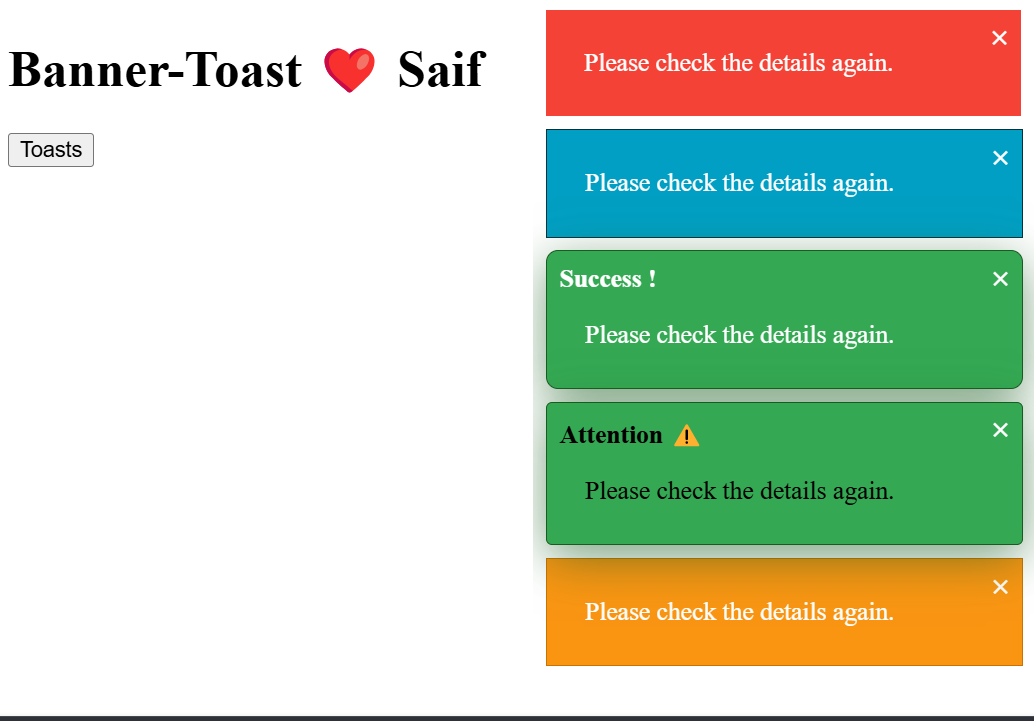 Banner-Toast ❤️ Saif
Toasts
✕
Please check the details again.
✕
Please check the details again.
Success !
✕
Please check the details again.
Attention ⚠️
✕
Please check the details again.
✕
Please check the details again.